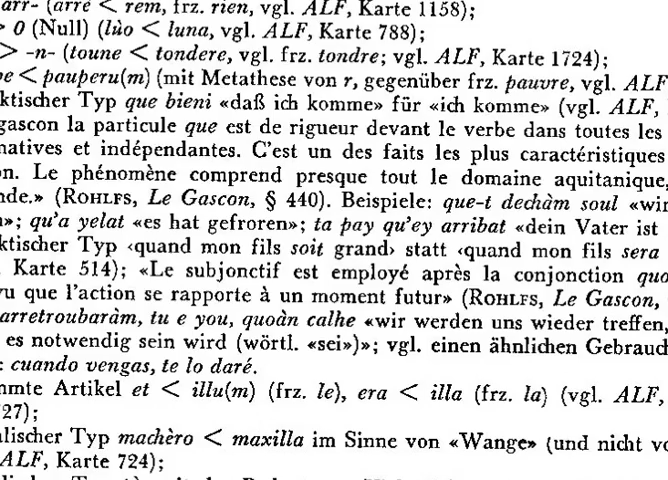 arr- (arre < rem, frz. rien, vgl. ALF, Karte 1158);
> 0 (Null) (lùo < luna, vgl. ALF, Karte 788);
> -n- (toune < tondere, vgl. frz. tondre; vgl. ALF, Karte 1724);
be < pauperu(m) (mit Metathese von r, gegenüber frz. pauvre, vgl. ALF
ktischer Typ que bieni «daß ich komme» für «ich komme» (vgl. ALF,
gascon la particule que est de rigueur devant le verbe dans toutes les
natives et indépendantes. C'est un des faits les plus caractéristiques
n. Le phénomène comprend presque tout le domaine aquitanique,
nde.» (ROHLFS, Le Gascon, § 440). Beispiele: que-t dechàm soul «wir
n»; qu'a yelat «es hat gefroren»; ta pay qu'ey arribat «dein Vater ist
ktischer Typ ‹quand mon fils soit grand› statt ‹quand mon fils sera
. Karte 514); «Le subjonctif est employé après la conjonction quo
vu que l'action se rapporte à un moment futur» (ROHLFS, Le Gascon,
arretroubaràm, tu e you, quoàn calhe «wir werden uns wieder treffen,
es notwendig sein wird (wörtl. «sei»)»; vgl. einen ähnlichen Gebrauch
: cuando vengas, te lo daré.
mmte Artikel et < illu(m) (frz. le), era < illa (frz. la) (vgl. ALF,
27);
alischer Typ machèro < maxilla im Sinne von «Wange» (und nicht vo
ALF, Karte 724);